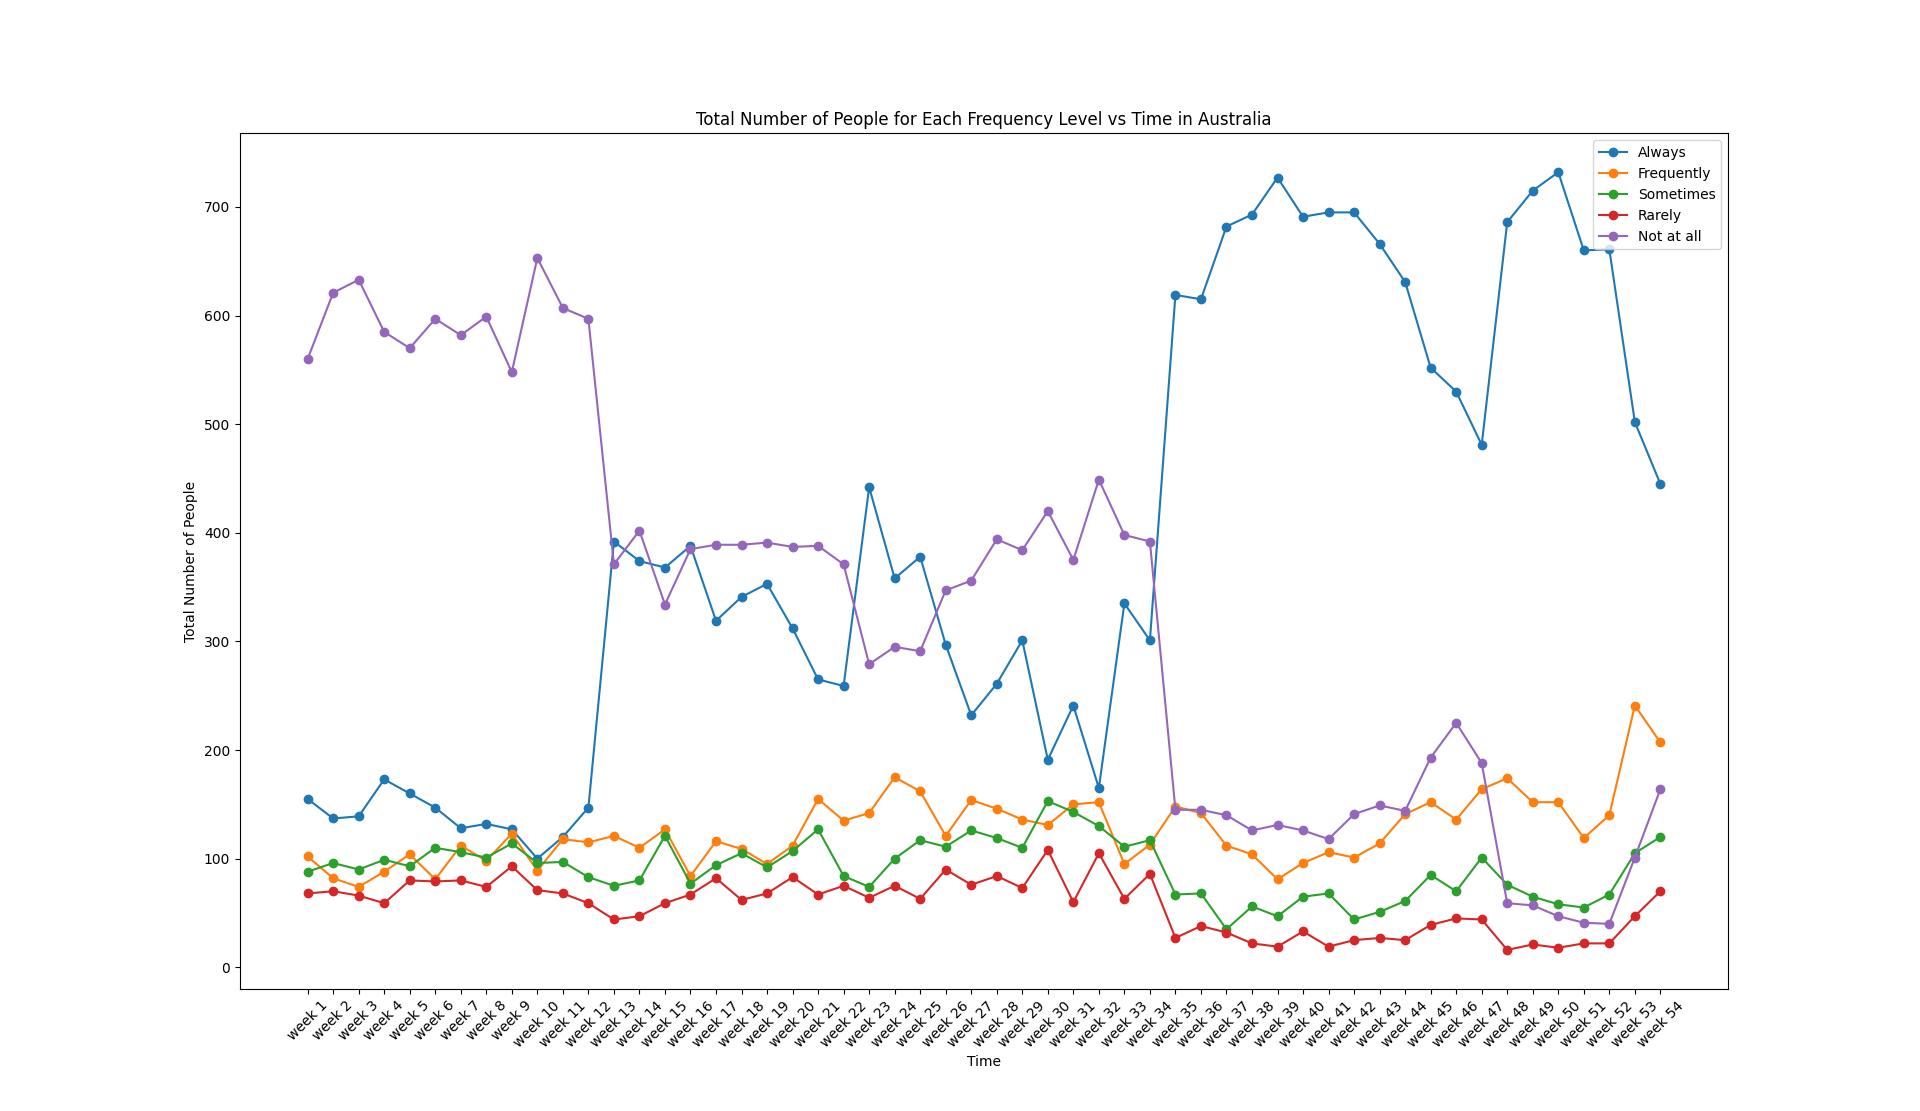 Total Number of People for Each Frequency Level vs Time in Australia
Always
Frequently
Sometimes
Rarely
Not at all
Total Number of People
700
600
500
400
300
200
100
0
week 1
week 2
week 3
week 4
week 5
week 6
week 7
week 8
week 9
week 10
week 11
week 12
week 13
week 14
week 15
week 16
week 17
week 18
week 19
week 20
week 21
week 22
week 23
week 24
week 25
week 26
week 27
week 28
week 29
week 30
week 31
week 32
week 33
week 34
week 35
week 36
week 37
week 38
week 39
week 40
week 41
week 42
week 43
week 44
week 45
week 46
week 47
week 48
week 49
week 50
week 51
week 52
week 53
week 54
Time